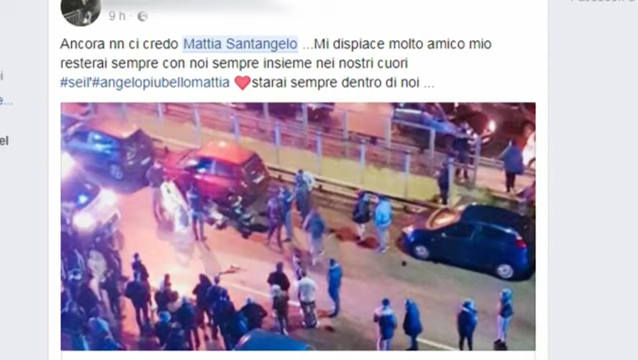 9 h ·
Ancora nn ci credo Mattia Santangelo ...Mi dispiace molto amico mio
resterai sempre con noi sempre insieme nei nostri cuori
#seil'#angelopiubellomattia ❤starai sempre dentro di noi ...